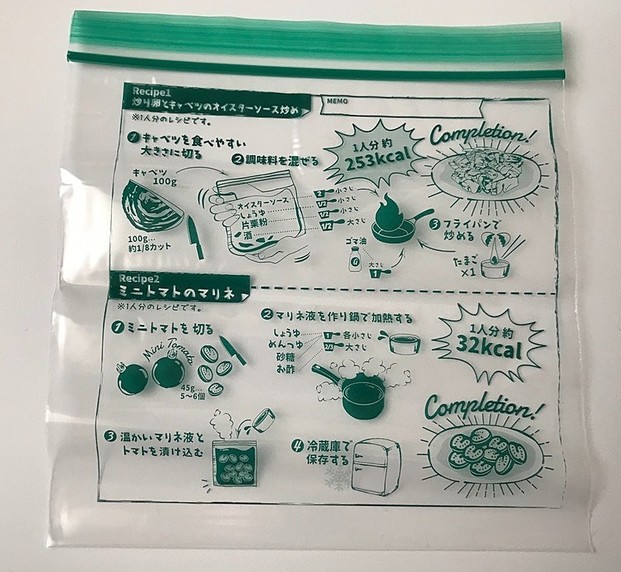 Recipe1
炒り卵とキャベツのオイスターソース炒め
MEMO
※1人分のレシピです。
1 キャベツを食べやすい
大きさに切る
キャベツ
100g
100g…
約1/8カット
2 調味料を混ぜる
オイスターソース
しょうゆ
片栗粉
酒
2 小さじ
1/2 小さじ
1/2 小さじ
1/2 大さじ
1人分 約
253kcal
Completion!
ゴマ油
G
大さじ
1
3 フライパンで
炒める
たまご
×1
Recipe2
ミニトマトのマリネ
※1人分のレシピです。
1 ミニトマトを切る
Mini Tomato
45g…
5〜6個
2 マリネ液を作り鍋で加熱する
しょうゆ
めんつゆ
砂糖
お酢
1 各小さじ
2/3 大さじ
1人分 約
32kcal
Completion!
3 温かいマリネ液と
トマトを漬け込む
4 冷蔵庫で
保存する